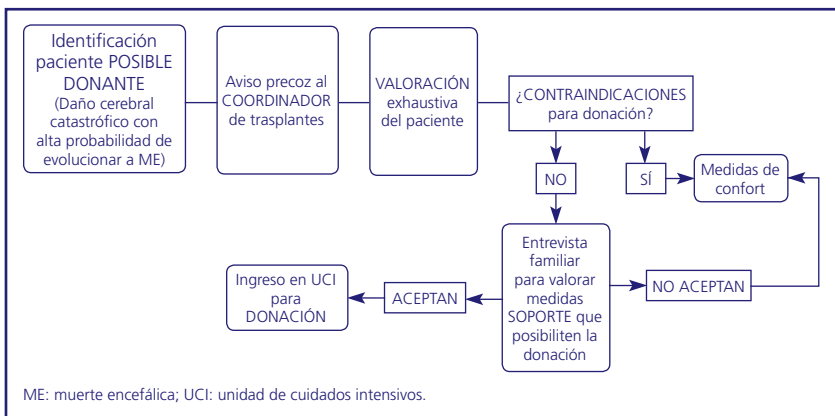 Identificación
paciente POSIBLE
DONANTE
(Daño cerebral
catastrófico con
alta probabilidad de
evolucionar a ME)
Aviso precoz al
COORDINADOR
de trasplantes
VALORACIÓN
exhaustiva
del paciente
¿CONTRAINDICACIONES
para donación?
NO
SÍ
Medidas de
confort
Entrevista
familiar
para valorar
medidas
SOPORTE que
posibiliten la
donación
NO ACEPTAN
ACEPTAN
Ingreso en UCI
para
DONACIÓN
ME: muerte encefálica; UCI: unidad de cuidados intensivos.